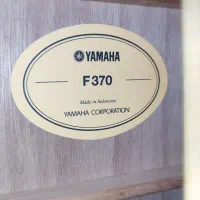 YAMAHA
F370
Made in Indonesia
YAMAHA CORPORATION